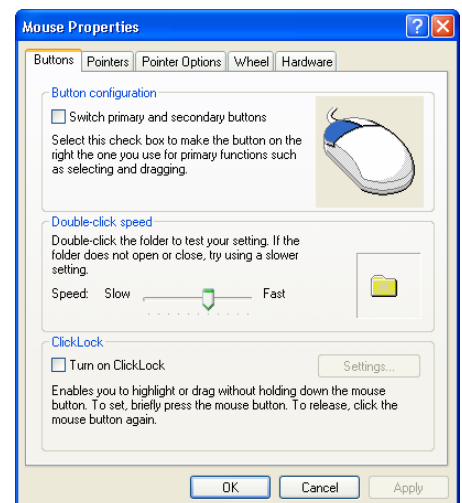 Mouse Properties
Buttons Pointers Pointer Options Wheel Hardware
Button configuration
Switch primary and secondary buttons
Select this check box to make the button on the
right the one you use for primary functions such
as selecting and dragging.
Double-click speed
Double-click the folder to test your setting. If the
folder does not open or close, try using a slower
setting.
Speed: Slow Fast
ClickLock
Turn on ClickLock Settings...
Enables you to highlight or drag without holding down the mouse
button. To set, briefly press the mouse button. To release, click the
mouse button again.
OK Cancel Apply